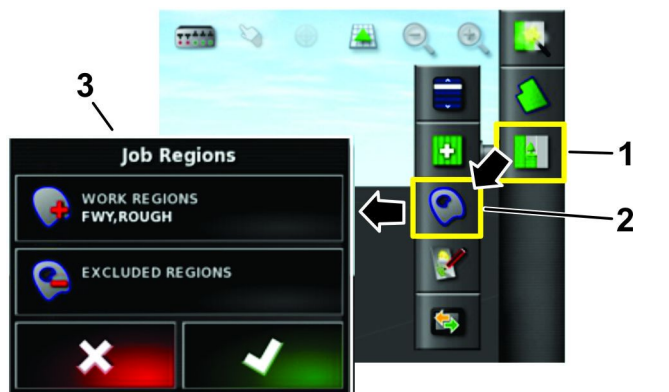 3
Job Regions
WORK REGIONS
FWY,ROUGH
EXCLUDED REGIONS
1
2